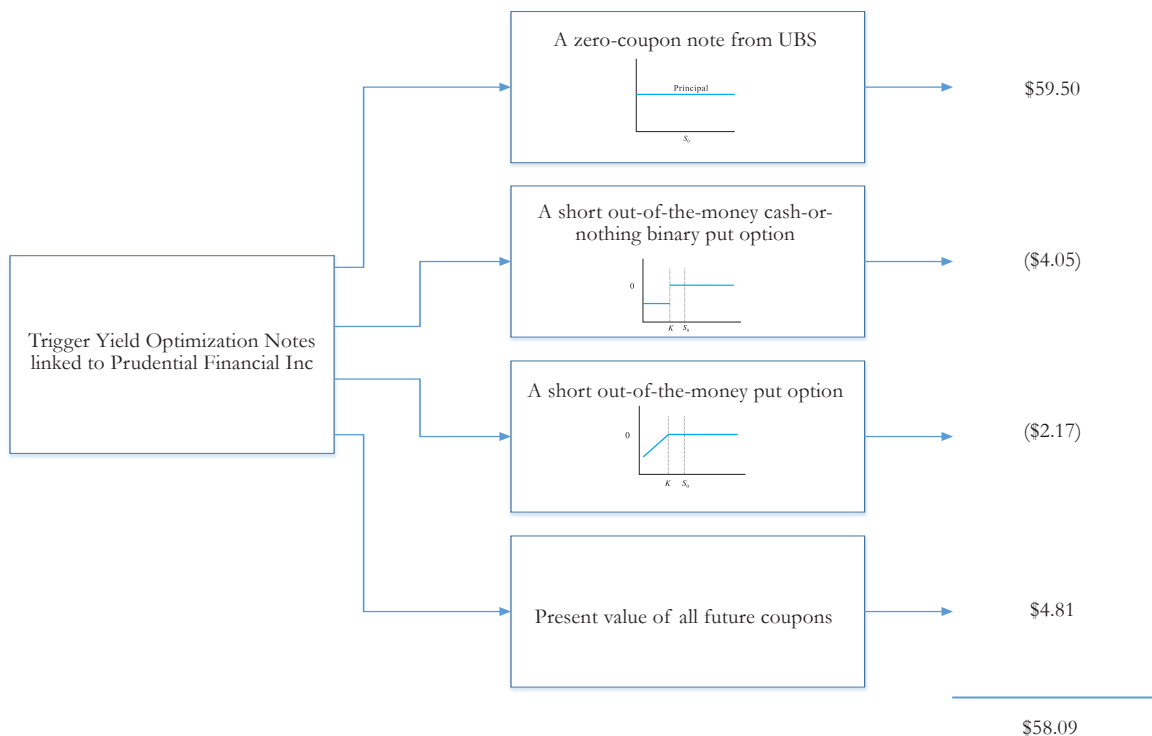 A zero-coupon note from UBS
Principal
S0
$59.50
A short out-of-the-money cash-or-
nothing binary put option
0
K
S0
($4.05)
Trigger Yield Optimization Notes
linked to Prudential Financial Inc
A short out-of-the-money put option
0
K
S0
($2.17)
Present value of all future coupons
$4.81
$58.09